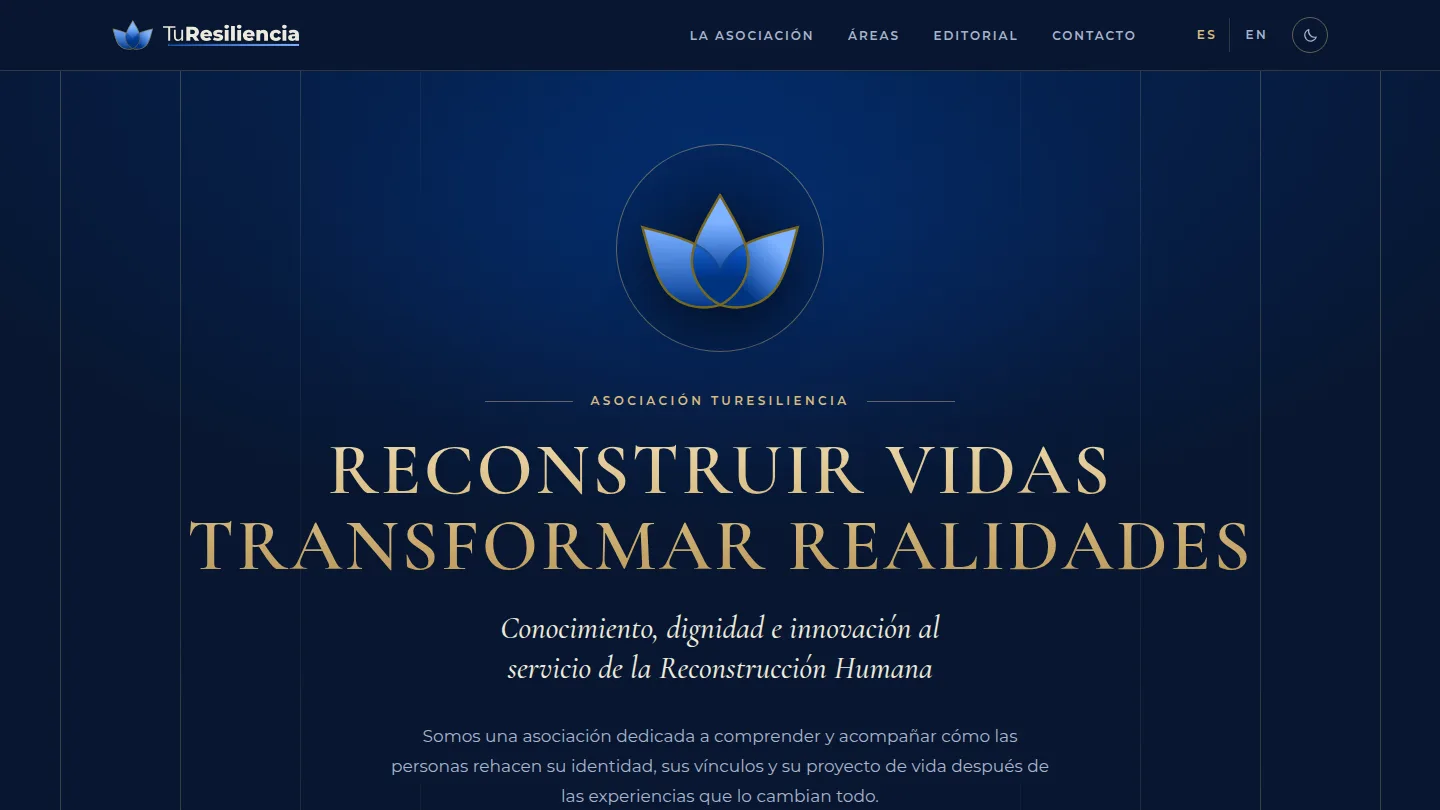 TuResiliencia
LA ASOCIACIÓN
ÁREAS
EDITORIAL
CONTACTO
ES
EN
ASOCIACIÓN TURESILIENCIA
RECONSTRUIR VIDAS
TRANSFORMAR REALIDADES
Conocimiento, dignidad e innovación al
servicio de la Reconstrucción Humana
Somos una asociación dedicada a comprender y acompañar cómo las
personas rehacen su identidad, sus vínculos y su proyecto de vida después de
las experiencias que lo cambian todo.